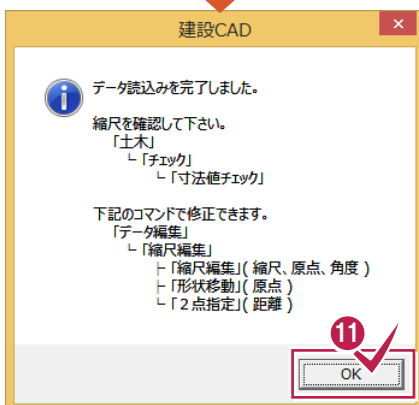 建設CAD
データ読込みを完了しました。
縮尺を確認して下さい。
「土木」
└「チェック」
└「寸法値チェック」
下記のコマンドで修正できます。
「データ編集」
└「縮尺編集」
├「縮尺編集」( 縮尺、原点、角度 )
├「形状移動」( 原点 )
└「２点指定」( 距離 )
⑪
OK